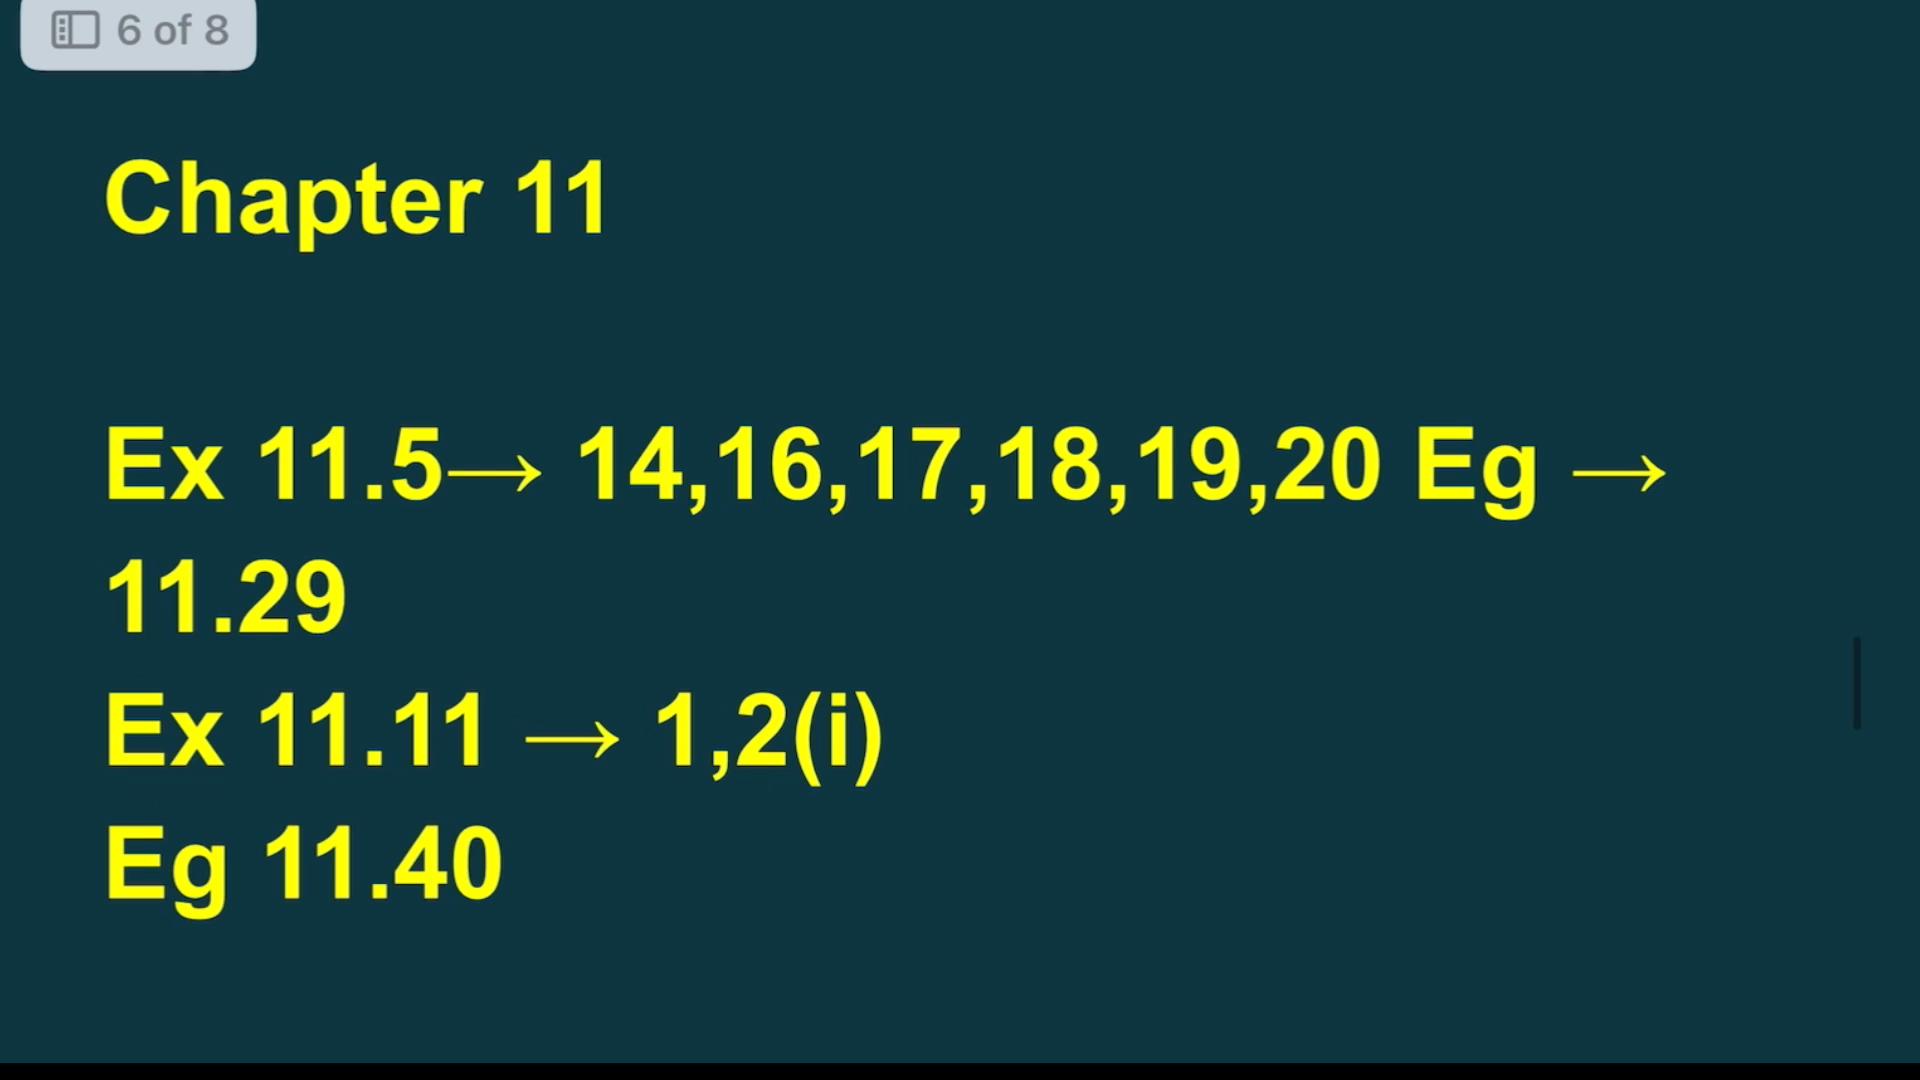 6 of 8
Chapter 11
Ex 11.5→ 14,16,17,18,19,20 Eg →
11.29
Ex 11.11 → 1,2(i)
Eg 11.40